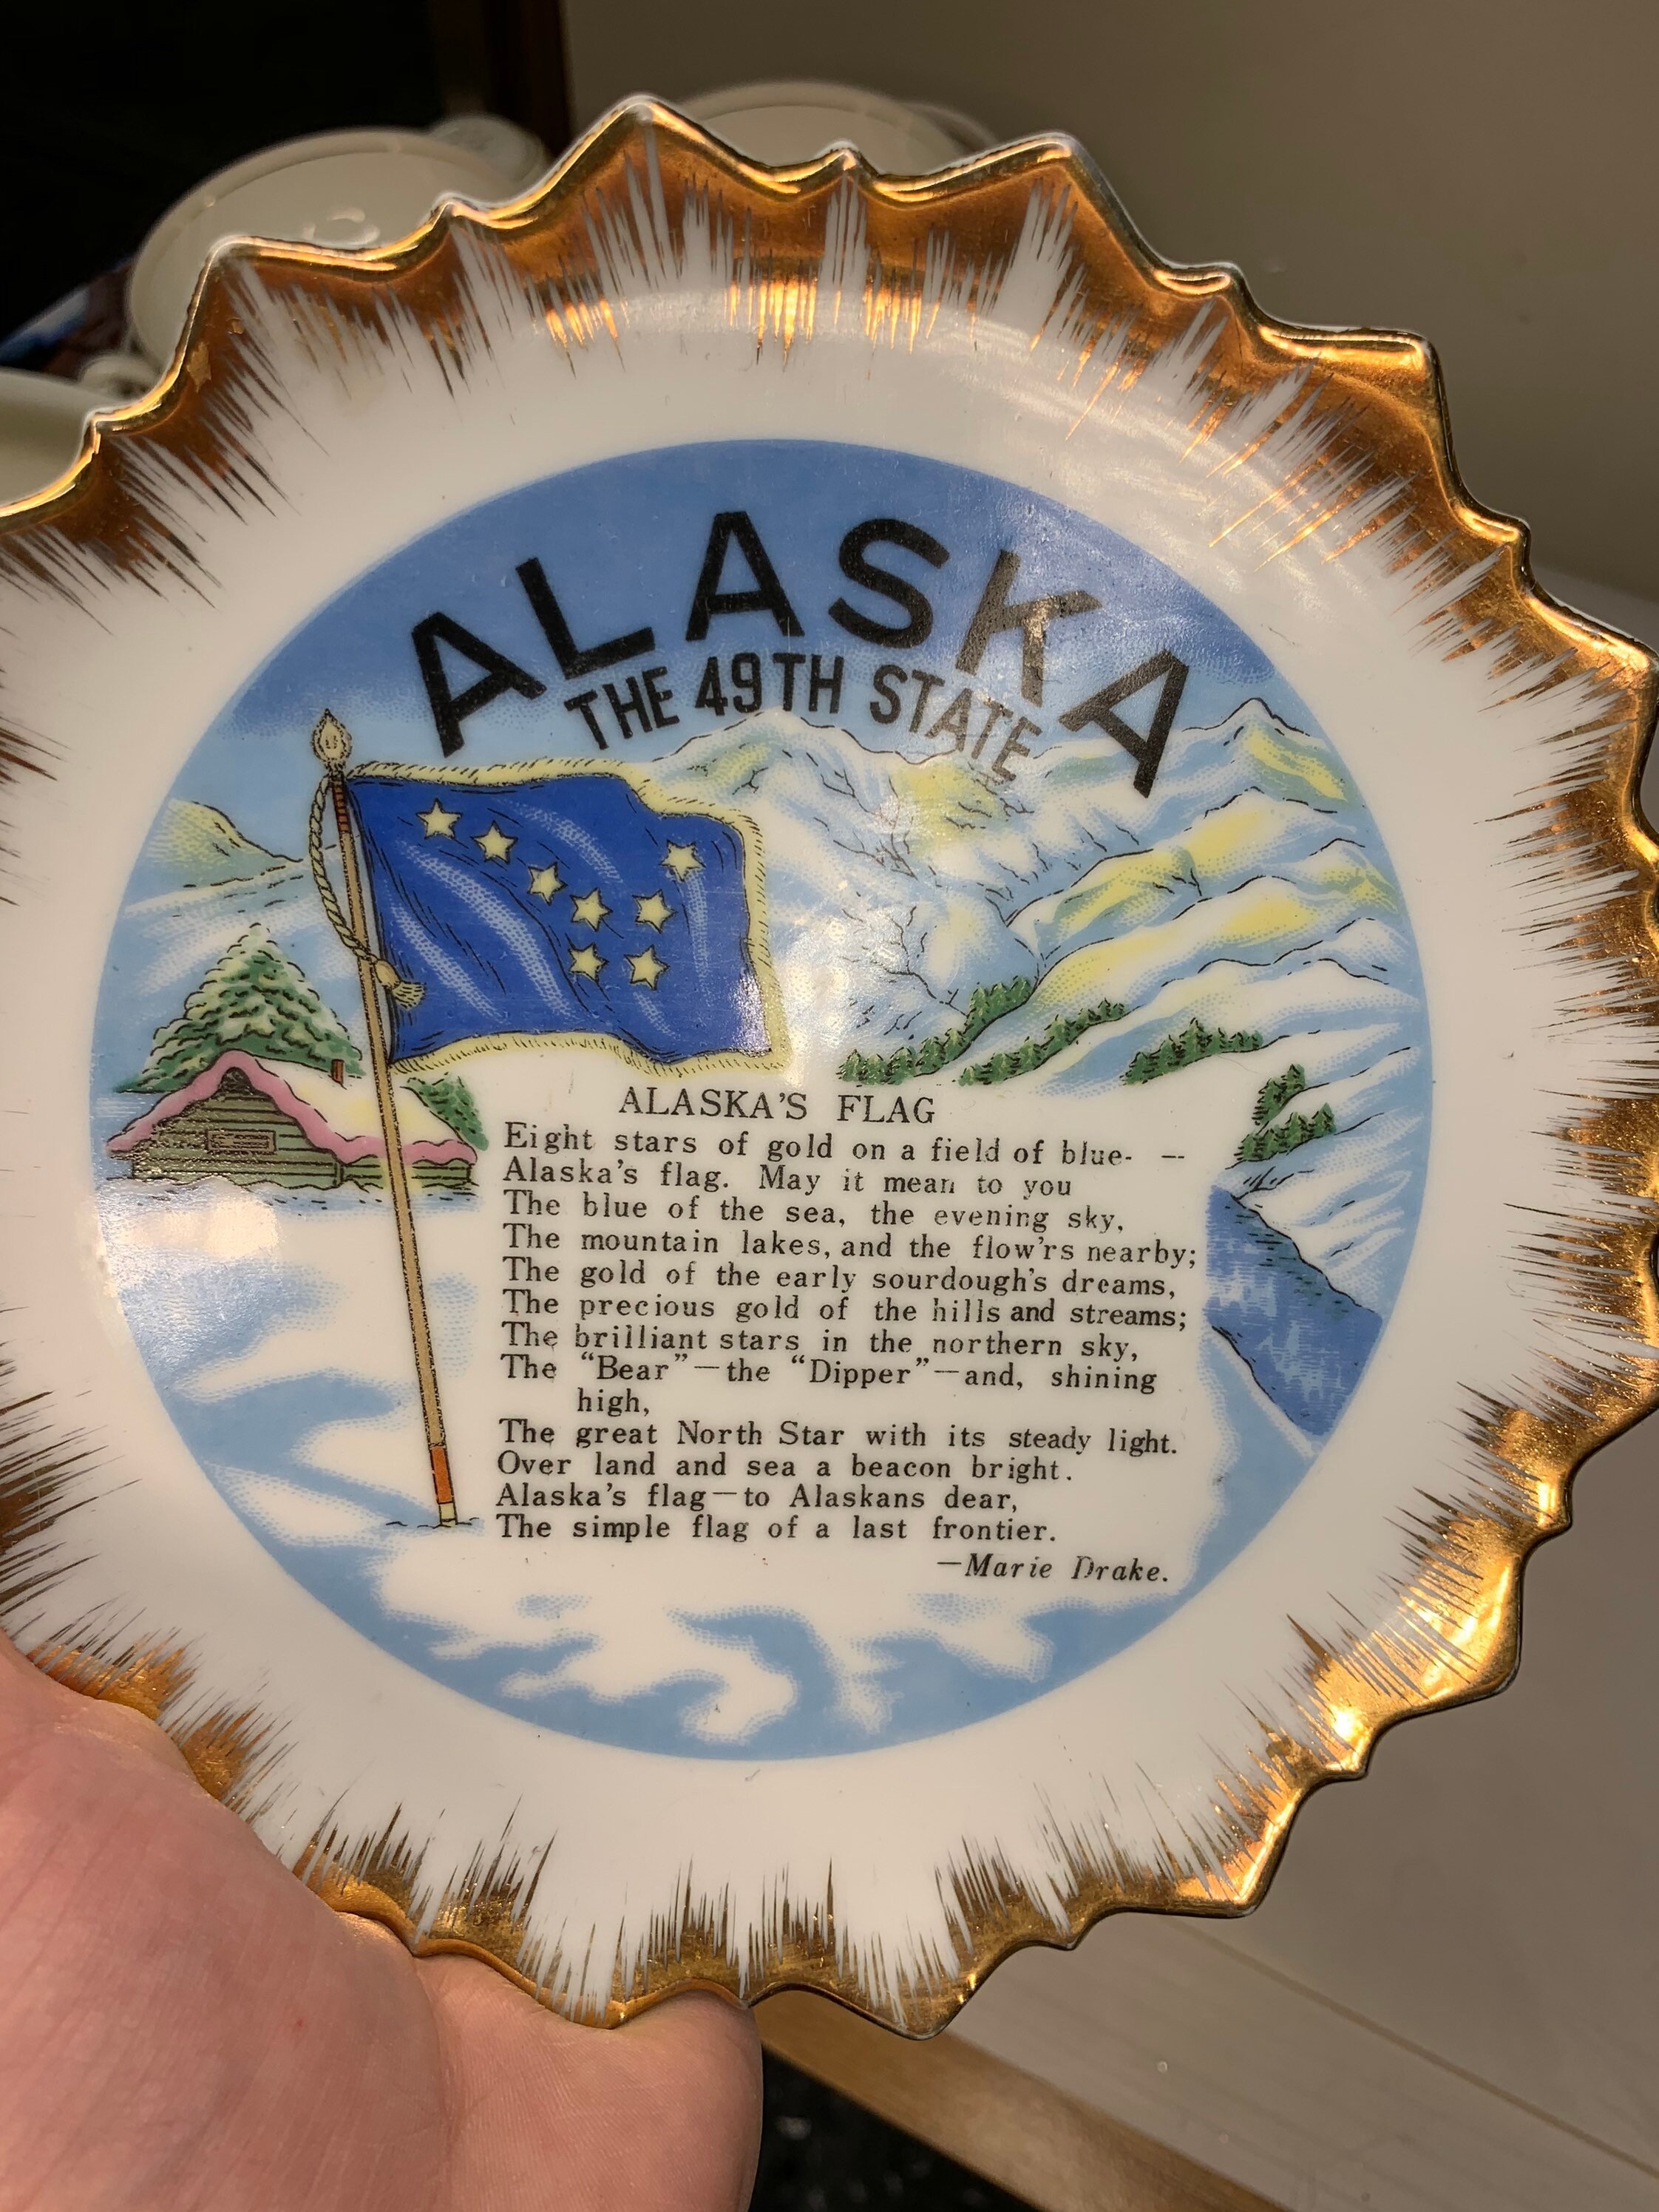 ALASKA
THE 49TH STATE
ALASKA'S FLAG
Eight stars of gold on a field of blue- —
Alaska's flag. May it mean to you
The blue of the sea, the evening sky,
The mountain lakes, and the flow'rs nearby;
The gold of the early sourdough's dreams,
The precious gold of the hills and streams;
The brilliant stars in the northern sky,
The “Bear”—the “Dipper”—and, shining
high,
The great North Star with its steady light.
Over land and sea a beacon bright.
Alaska's flag—to Alaskans dear,
The simple flag of a last frontier.
—Marie Drake.